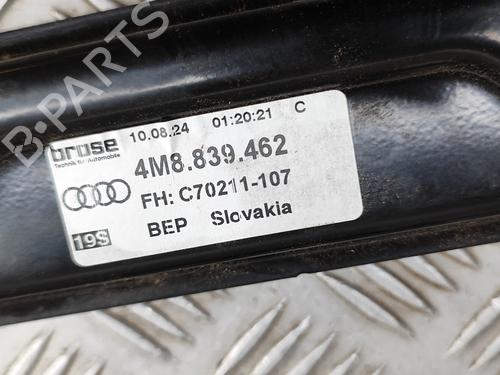 B-PARTS
brose 10.08.24 01:20:21 C
Technik für Automobile
4M8.839.462
FH: C70211-107
19S BEP Slovakia